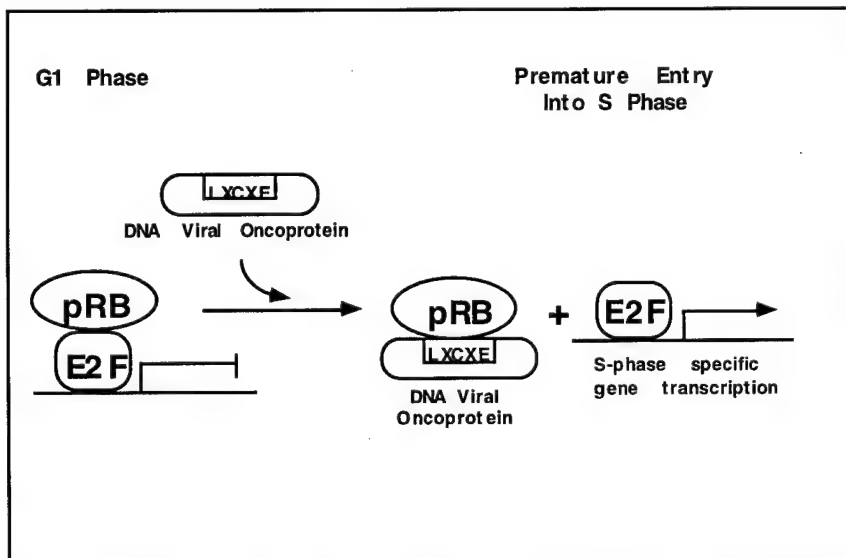 G1 Phase
Premature Entry
Into S Phase
LXCXE
DNA Viral Oncoprotein
pRB
E2F
pRB
LXCXE
DNA Viral
Oncoprotein
+
E2F
S-phase specific
gene transcription